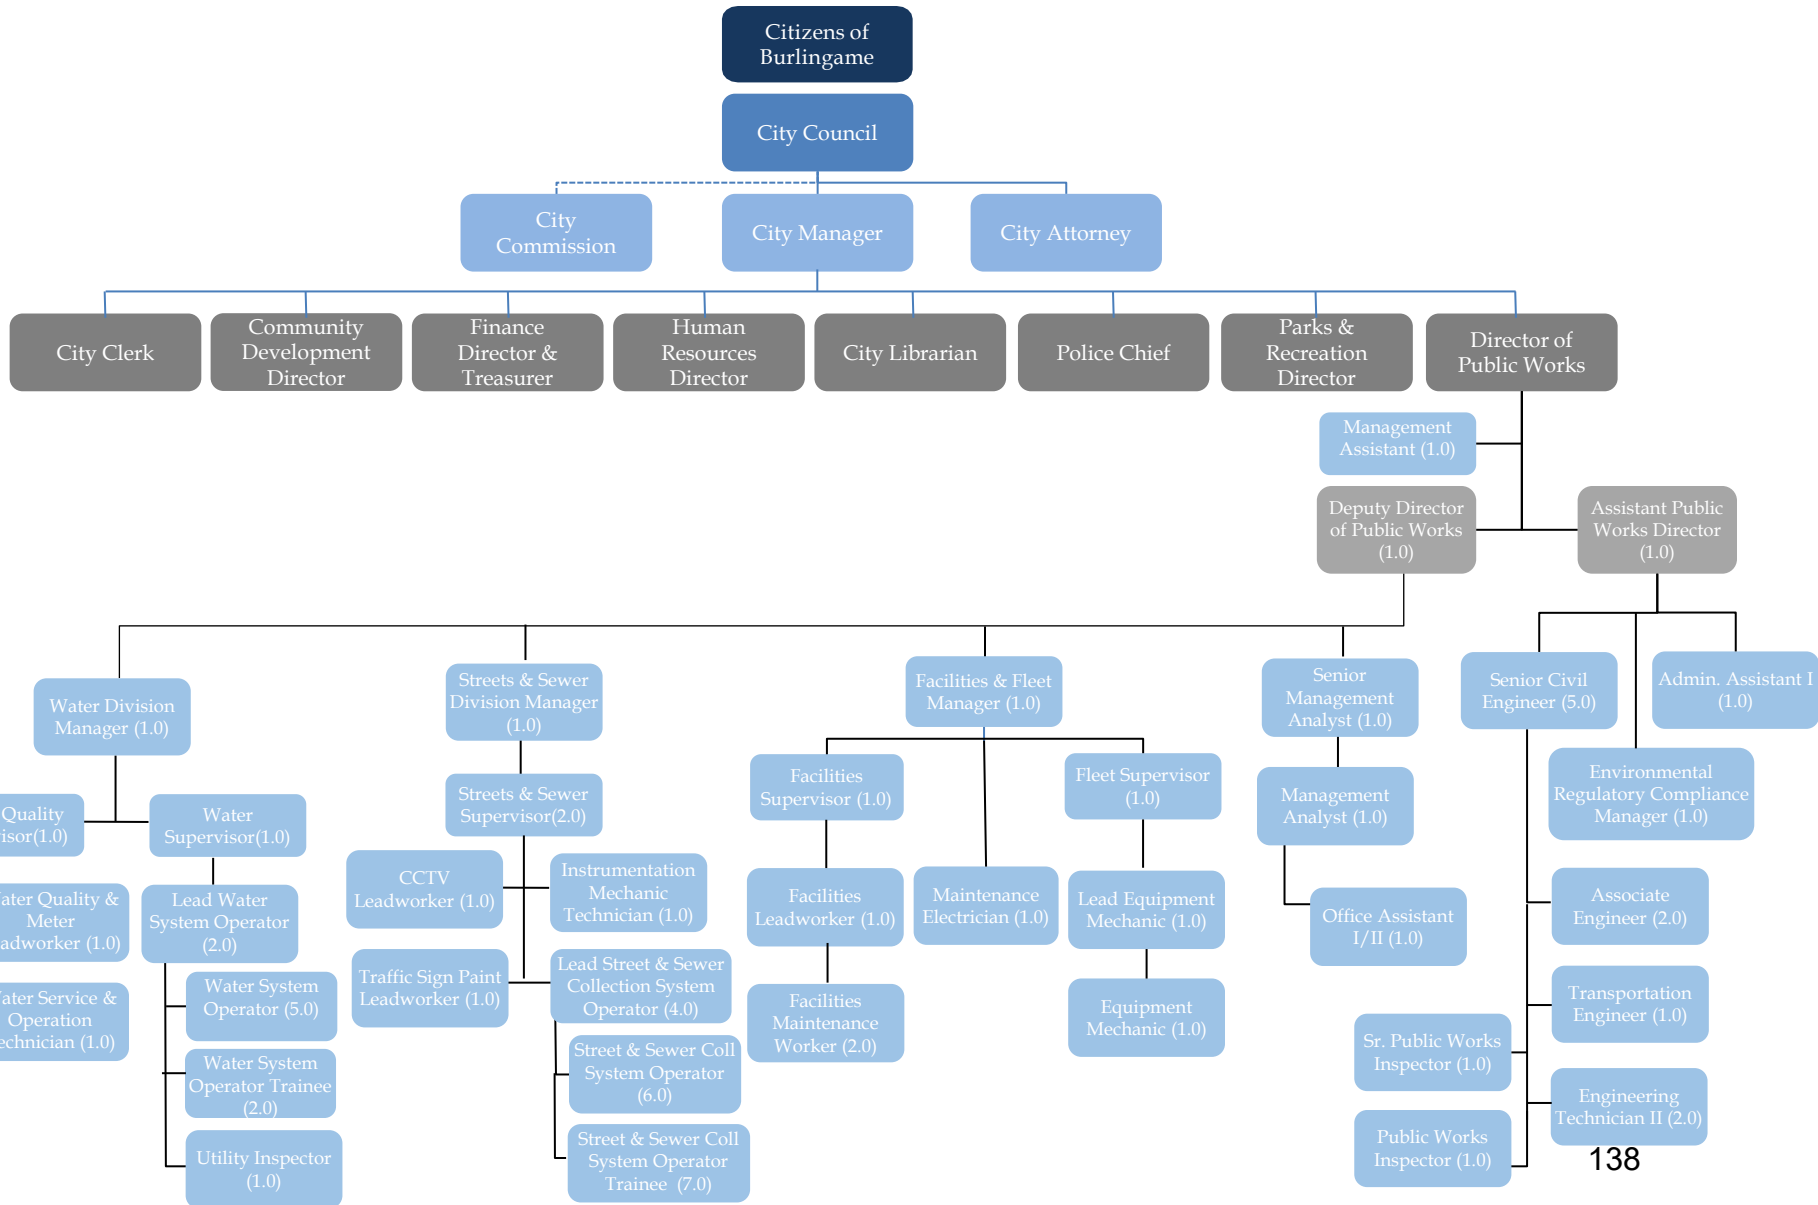 Citizens of
Burlingame
City Council
City
Commission
City Manager
City Attorney
City Clerk
Community
Development
Director
Finance
Director &
Treasurer
Human
Resources
Director
City Librarian
Police Chief
Parks &
Recreation
Director
Director of
Public Works
Management
Assistant (1.0)
Deputy Director
of Public Works
(1.0)
Assistant Public
Works Director
(1.0)
Water Division
Manager (1.0)
Streets & Sewer
Division Manager
(1.0)
Facilities & Fleet
Manager (1.0)
Senior
Management
Analyst (1.0)
Senior Civil
Engineer (5.0)
Admin. Assistant I
(1.0)
Quality
isor(1.0)
Water
Supervisor(1.0)
Streets & Sewer
Supervisor(2.0)
Facilities
Supervisor (1.0)
Fleet Supervisor
(1.0)
Management
Analyst (1.0)
Environmental
Regulatory Compliance
Manager (1.0)
ater Quality &
Meter
adworker (1.0)
Lead Water
System Operator
(2.0)
CCTV
Leadworker (1.0)
Instrumentation
Mechanic
Technician (1.0)
Facilities
Leadworker (1.0)
Maintenance
Electrician (1.0)
Lead Equipment
Mechanic (1.0)
Office Assistant
I/II (1.0)
Associate
Engineer (2.0)
ater Service &
Operation
echnician (1.0)
Water System
Operator (5.0)
Traffic Sign Paint
Leadworker (1.0)
Lead Street & Sewer
Collection System
Operator (4.0)
Facilities
Maintenance
Worker (2.0)
Equipment
Mechanic (1.0)
Transportation
Engineer (1.0)
Sr. Public Works
Inspector (1.0)
Water System
Operator Trainee
(2.0)
Street & Sewer Coll
System Operator
(6.0)
Engineering
Technician II (2.0)
Utility Inspector
(1.0)
Street & Sewer Coll
System Operator
Trainee (7.0)
Public Works
Inspector (1.0)
138